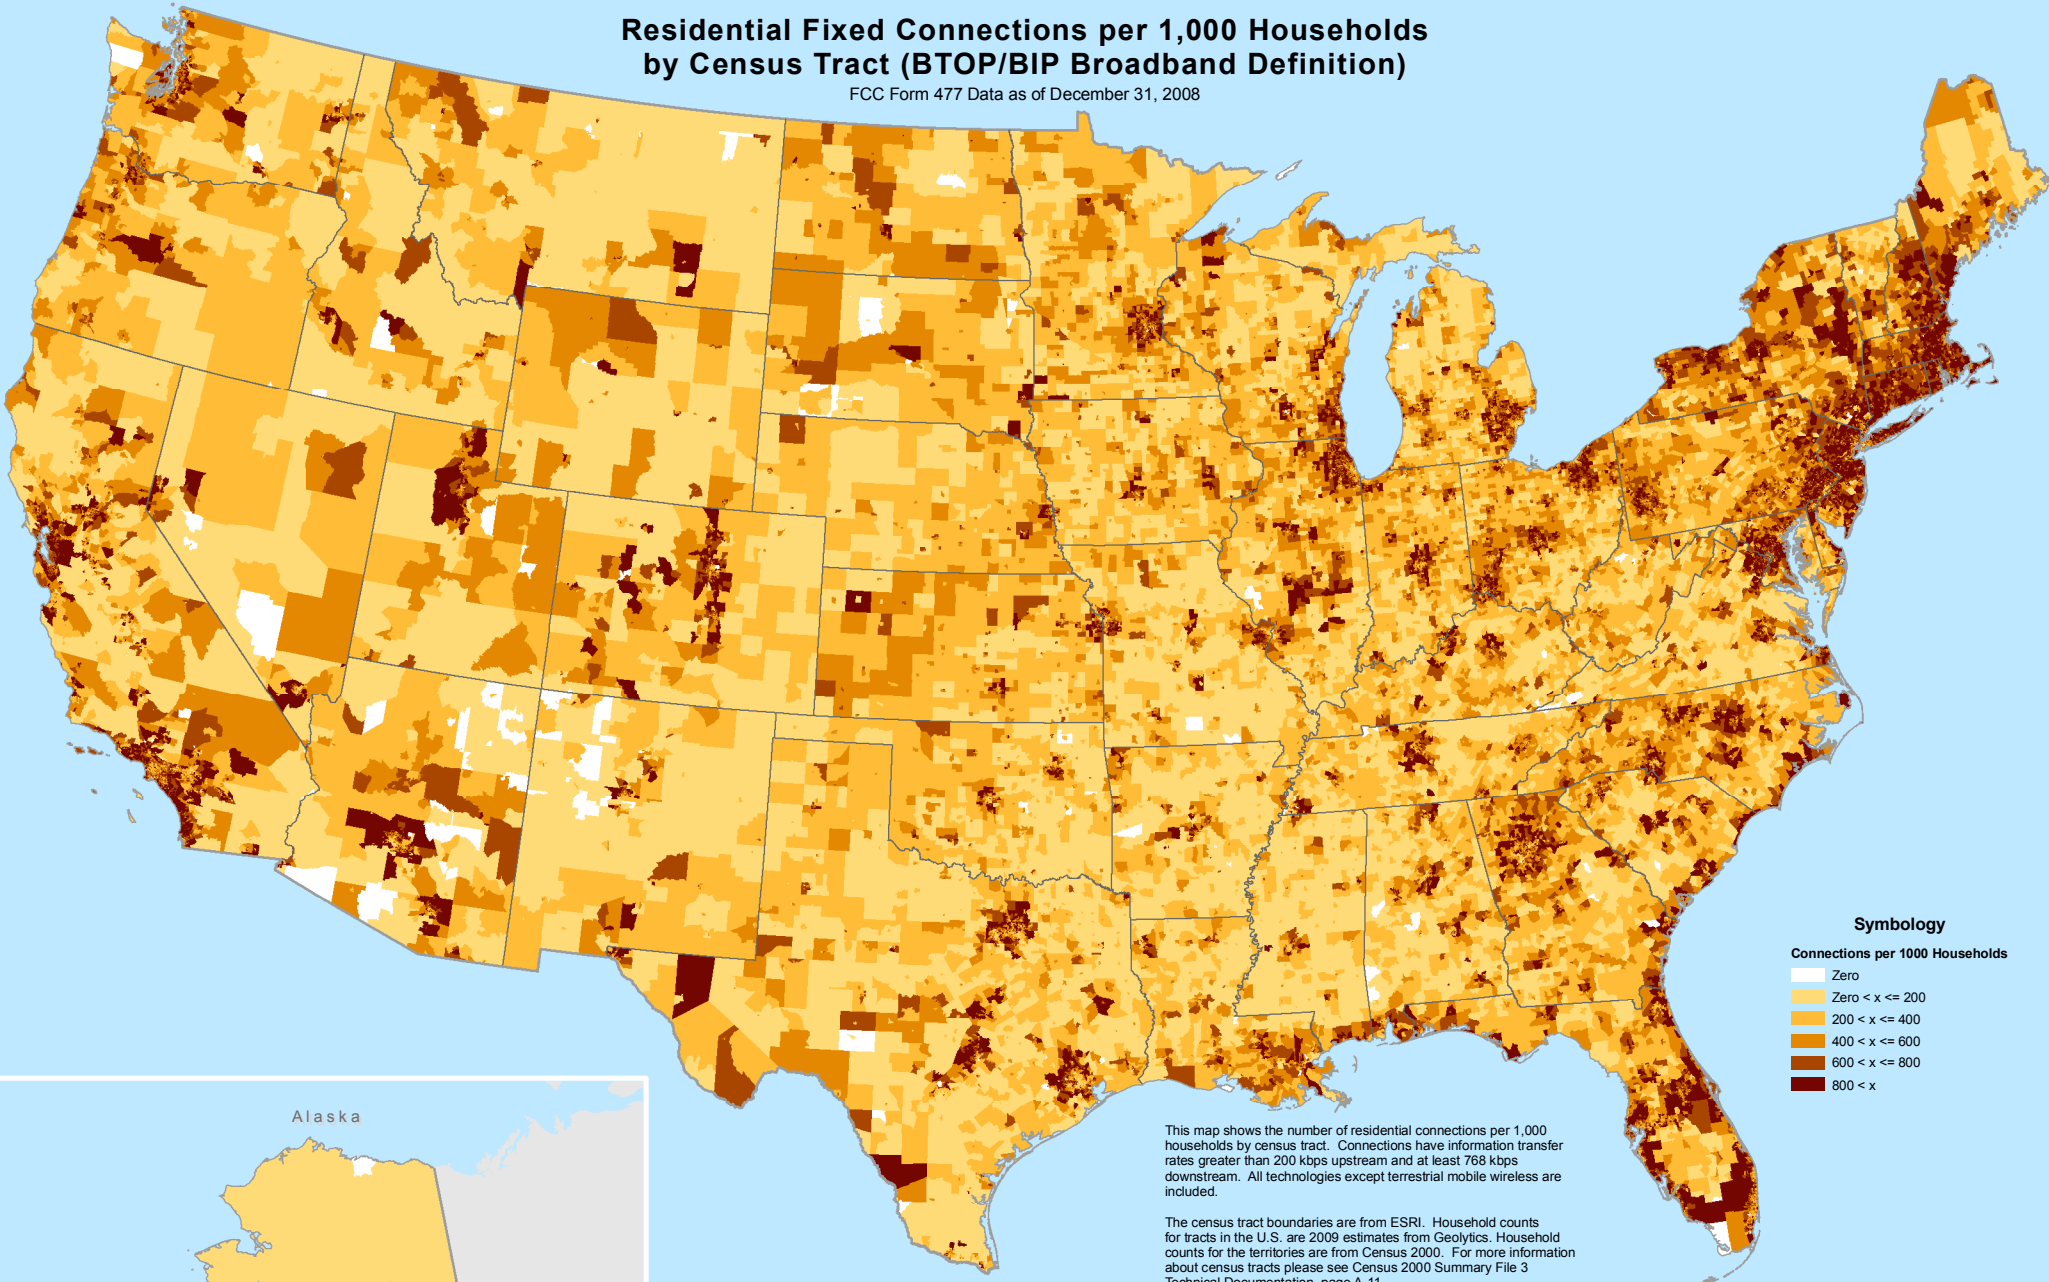 Residential Fixed Connections per 1,000 Households
by Census Tract (BTOP/BIP Broadband Definition)
FCC Form 477 Data as of December 31, 2008
Symbology
Connections per 1000 Households
Zero
Zero < x <= 200
200 < x <= 400
400 < x <= 600
600 < x <= 800
800 < x
Alaska
This map shows the number of residential connections per 1,000
households by census tract. Connections have information transfer
rates greater than 200 kbps upstream and at least 768 kbps
downstream. All technologies except terrestrial mobile wireless are
included.
The census tract boundaries are from ESRI. Household counts
for tracts in the U.S. are 2009 estimates from Geolytics. Household
counts for the territories are from Census 2000. For more information
about census tracts please see Census 2000 Summary File 3
Technical Documentation, page A-11.